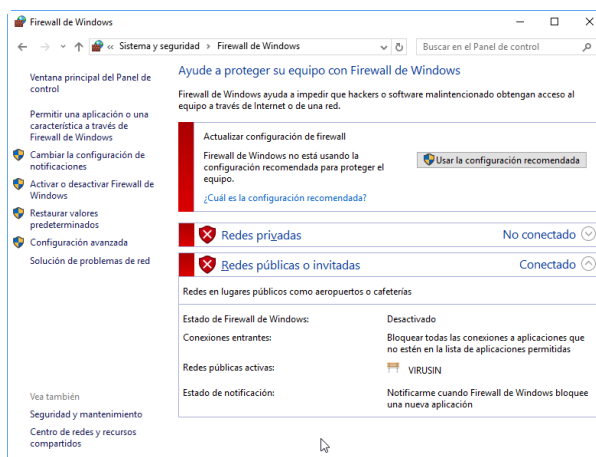 Firewall de Windows
« Sistema y seguridad > Firewall de Windows
Buscar en el Panel de control
Ventana principal del Panel de
control
Permitir una aplicación o una
característica a través de
Firewall de Windows
Cambiar la configuración de
notificaciones
Activar o desactivar Firewall de
Windows
Restaurar valores
predeterminados
Configuración avanzada
Solución de problemas de red
Vea también
Seguridad y mantenimiento
Centro de redes y recursos
compartidos
Ayude a proteger su equipo con Firewall de Windows
Firewall de Windows ayuda a impedir que hackers o software malintencionado obtengan acceso al
equipo a través de Internet o de una red.
Actualizar configuración de firewall
Firewall de Windows no está usando la
configuración recomendada para proteger el
equipo.
Usar la configuración recomendada
¿Cuál es la configuración recomendada?
Redes privadas No conectado
Redes públicas o invitadas Conectado
Redes en lugares públicos como aeropuertos o cafeterías
Estado de Firewall de Windows: Desactivado
Conexiones entrantes: Bloquear todas las conexiones a aplicaciones que
no estén en la lista de aplicaciones permitidas
Redes públicas activas: VIRUSIN
Estado de notificación: Notificarme cuando Firewall de Windows bloquee
una nueva aplicación